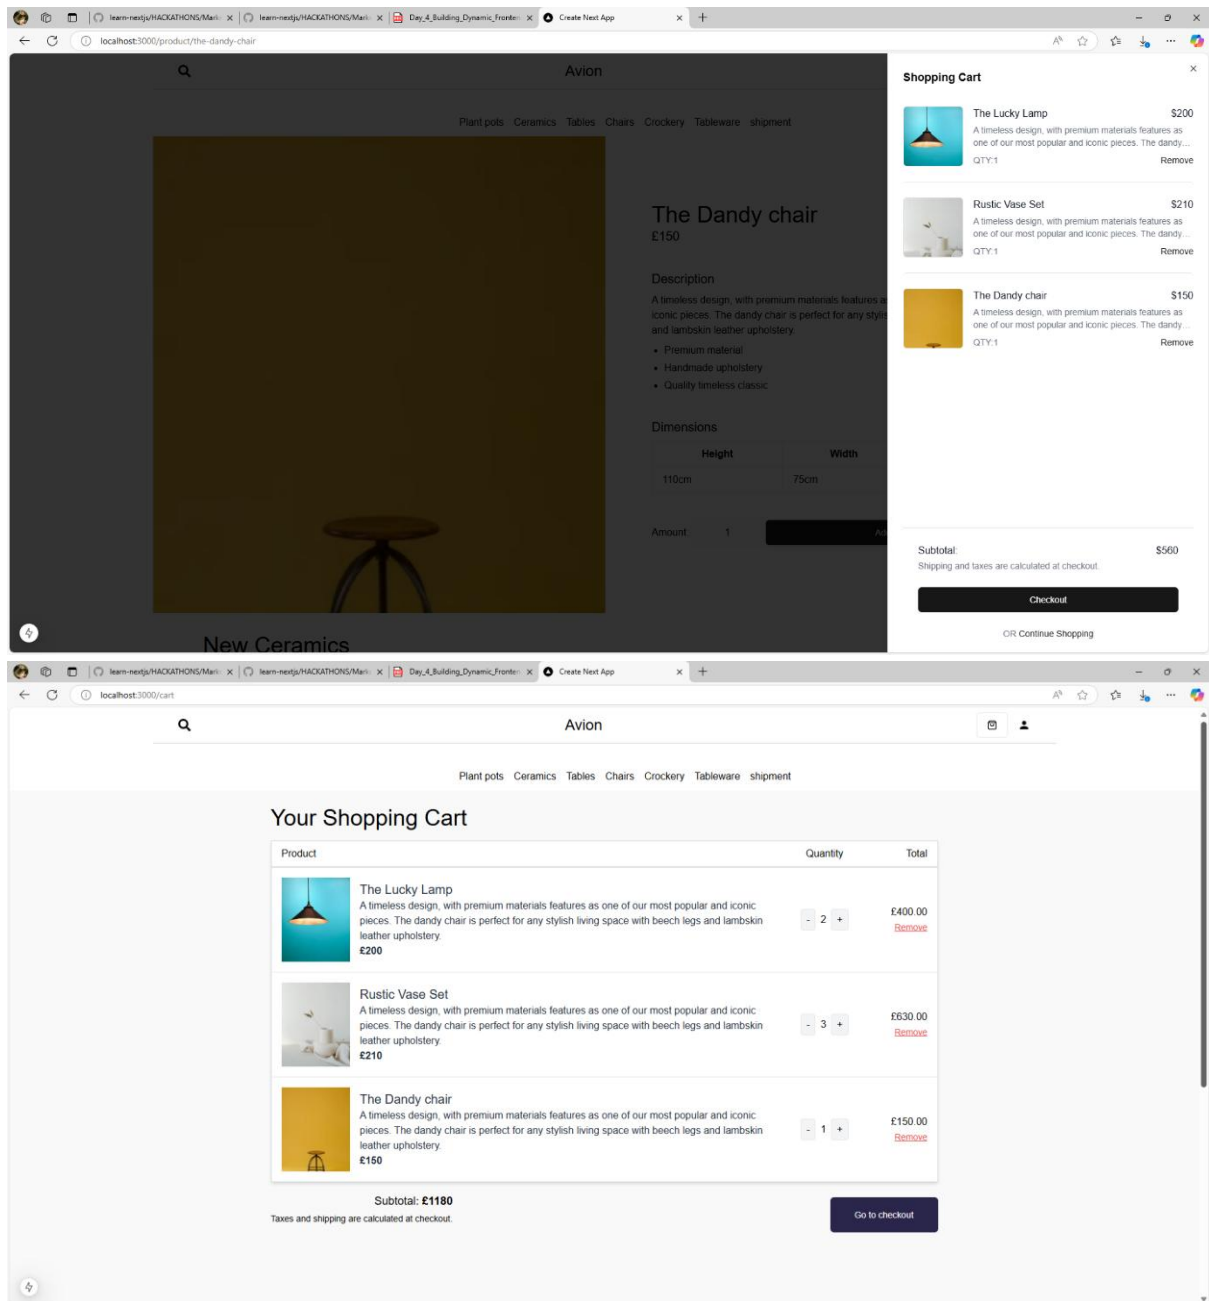 learn-nextjs/HACKATHONS/Mark
learn-nextjs/HACKATHONS/Mark
Day_4_Building_Dynamic_Fronten
Create Next App
localhost:3000/product/the-dandy-chair
Avion
Plant pots Ceramics Tables Chairs Crockery Tableware shipment
The Dandy chair
£150
Description
A timeless design, with premium materials features a
iconic pieces. The dandy chair is perfect for any stylis
and lambskin leather upholstery.
• Premium material
• Handmade upholstery
• Quality timeless classic
Dimensions
Height Width
110cm 75cm
Amount 1 Ad
New Ceramics
Shopping Cart
The Lucky Lamp $200
A timeless design, with premium materials features as
one of our most popular and iconic pieces. The dandy...
QTY:1 Remove
Rustic Vase Set $210
A timeless design, with premium materials features as
one of our most popular and iconic pieces. The dandy...
QTY:1 Remove
The Dandy chair $150
A timeless design, with premium materials features as
one of our most popular and iconic pieces. The dandy...
QTY:1 Remove
Subtotal: $560
Shipping and taxes are calculated at checkout.
Checkout
OR Continue Shopping
learn-nextjs/HACKATHONS/Mark
learn-nextjs/HACKATHONS/Mark
Day_4_Building_Dynamic_Fronten
Create Next App
localhost:3000/cart
Avion
Plant pots Ceramics Tables Chairs Crockery Tableware shipment
Your Shopping Cart
Product Quantity Total
The Lucky Lamp
A timeless design, with premium materials features as one of our most popular and iconic
pieces. The dandy chair is perfect for any stylish living space with beech legs and lambskin
leather upholstery.
£200
- 2 +
£400.00
Remove
Rustic Vase Set
A timeless design, with premium materials features as one of our most popular and iconic
pieces. The dandy chair is perfect for any stylish living space with beech legs and lambskin
leather upholstery.
£210
- 3 +
£630.00
Remove
The Dandy chair
A timeless design, with premium materials features as one of our most popular and iconic
pieces. The dandy chair is perfect for any stylish living space with beech legs and lambskin
leather upholstery.
£150
- 1 +
£150.00
Remove
Subtotal: £1180
Taxes and shipping are calculated at checkout.
Go to checkout